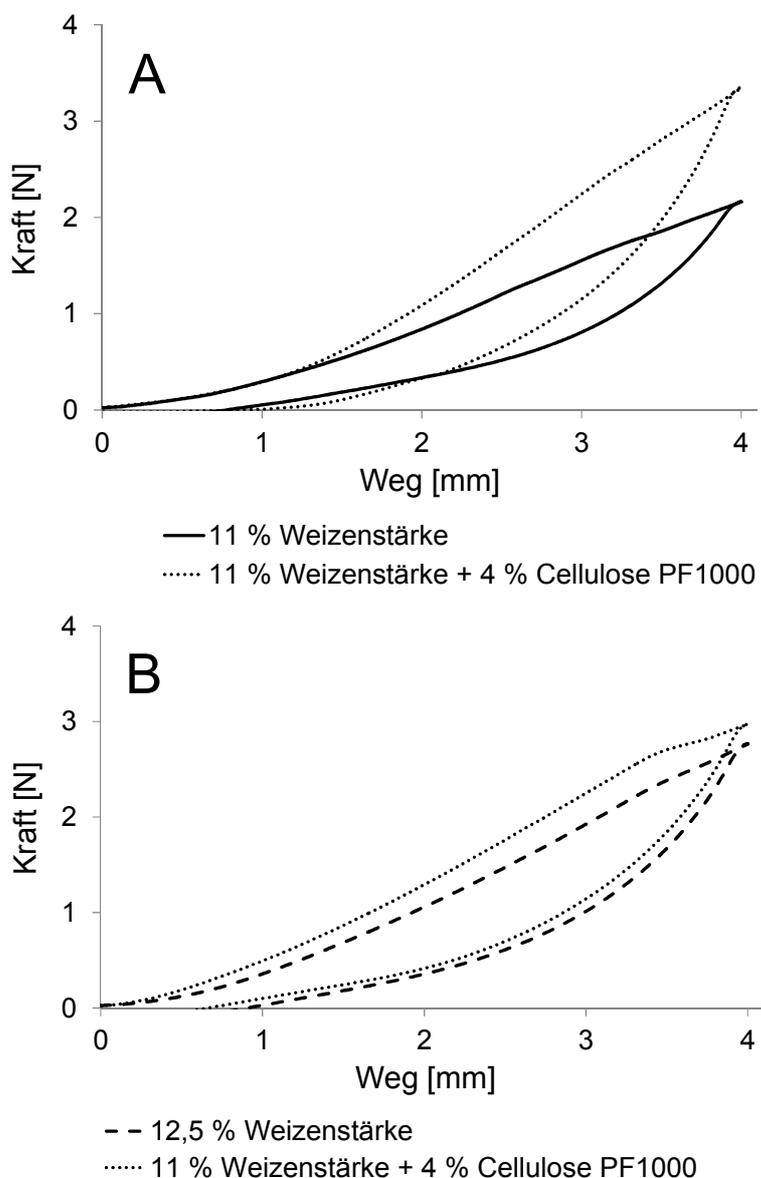 4
A
3
Kraft [N]
2
1
0
0 1 2 3 4
Weg [mm]
11 % Weizenstärke
11 % Weizenstärke + 4 % Cellulose PF1000
4
B
3
Kraft [N]
2
1
0
0 1 2 3 4
Weg [mm]
12,5 % Weizenstärke
11 % Weizenstärke + 4 % Cellulose PF1000